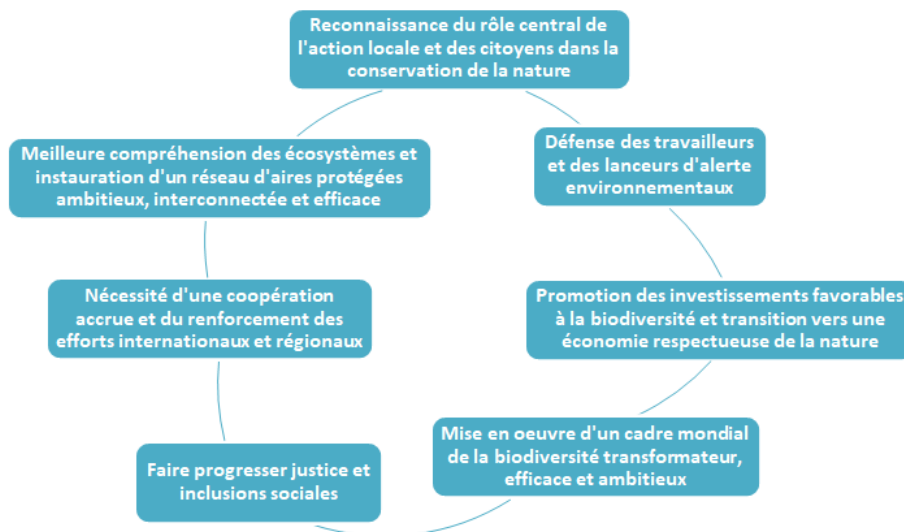 Reconnaissance du rôle central de
l'action locale et des citoyens dans la
conservation de la nature
Défense des travailleurs
et des lanceurs d'alerte
environnementaux
Promotion des investissements favorables
à la biodiversité et transition vers une
économie respectueuse de la nature
Mise en oeuvre d'un cadre mondial
de la biodiversité transformateur,
efficace et ambitieux
Faire progresser justice et
inclusions sociales
Nécessité d'une coopération
accrue et du renforcement des
efforts internationaux et régionaux
Meilleure compréhension des écosystèmes et
instauration d'un réseau d'aires protégées
ambitieux, interconnectée et efficace